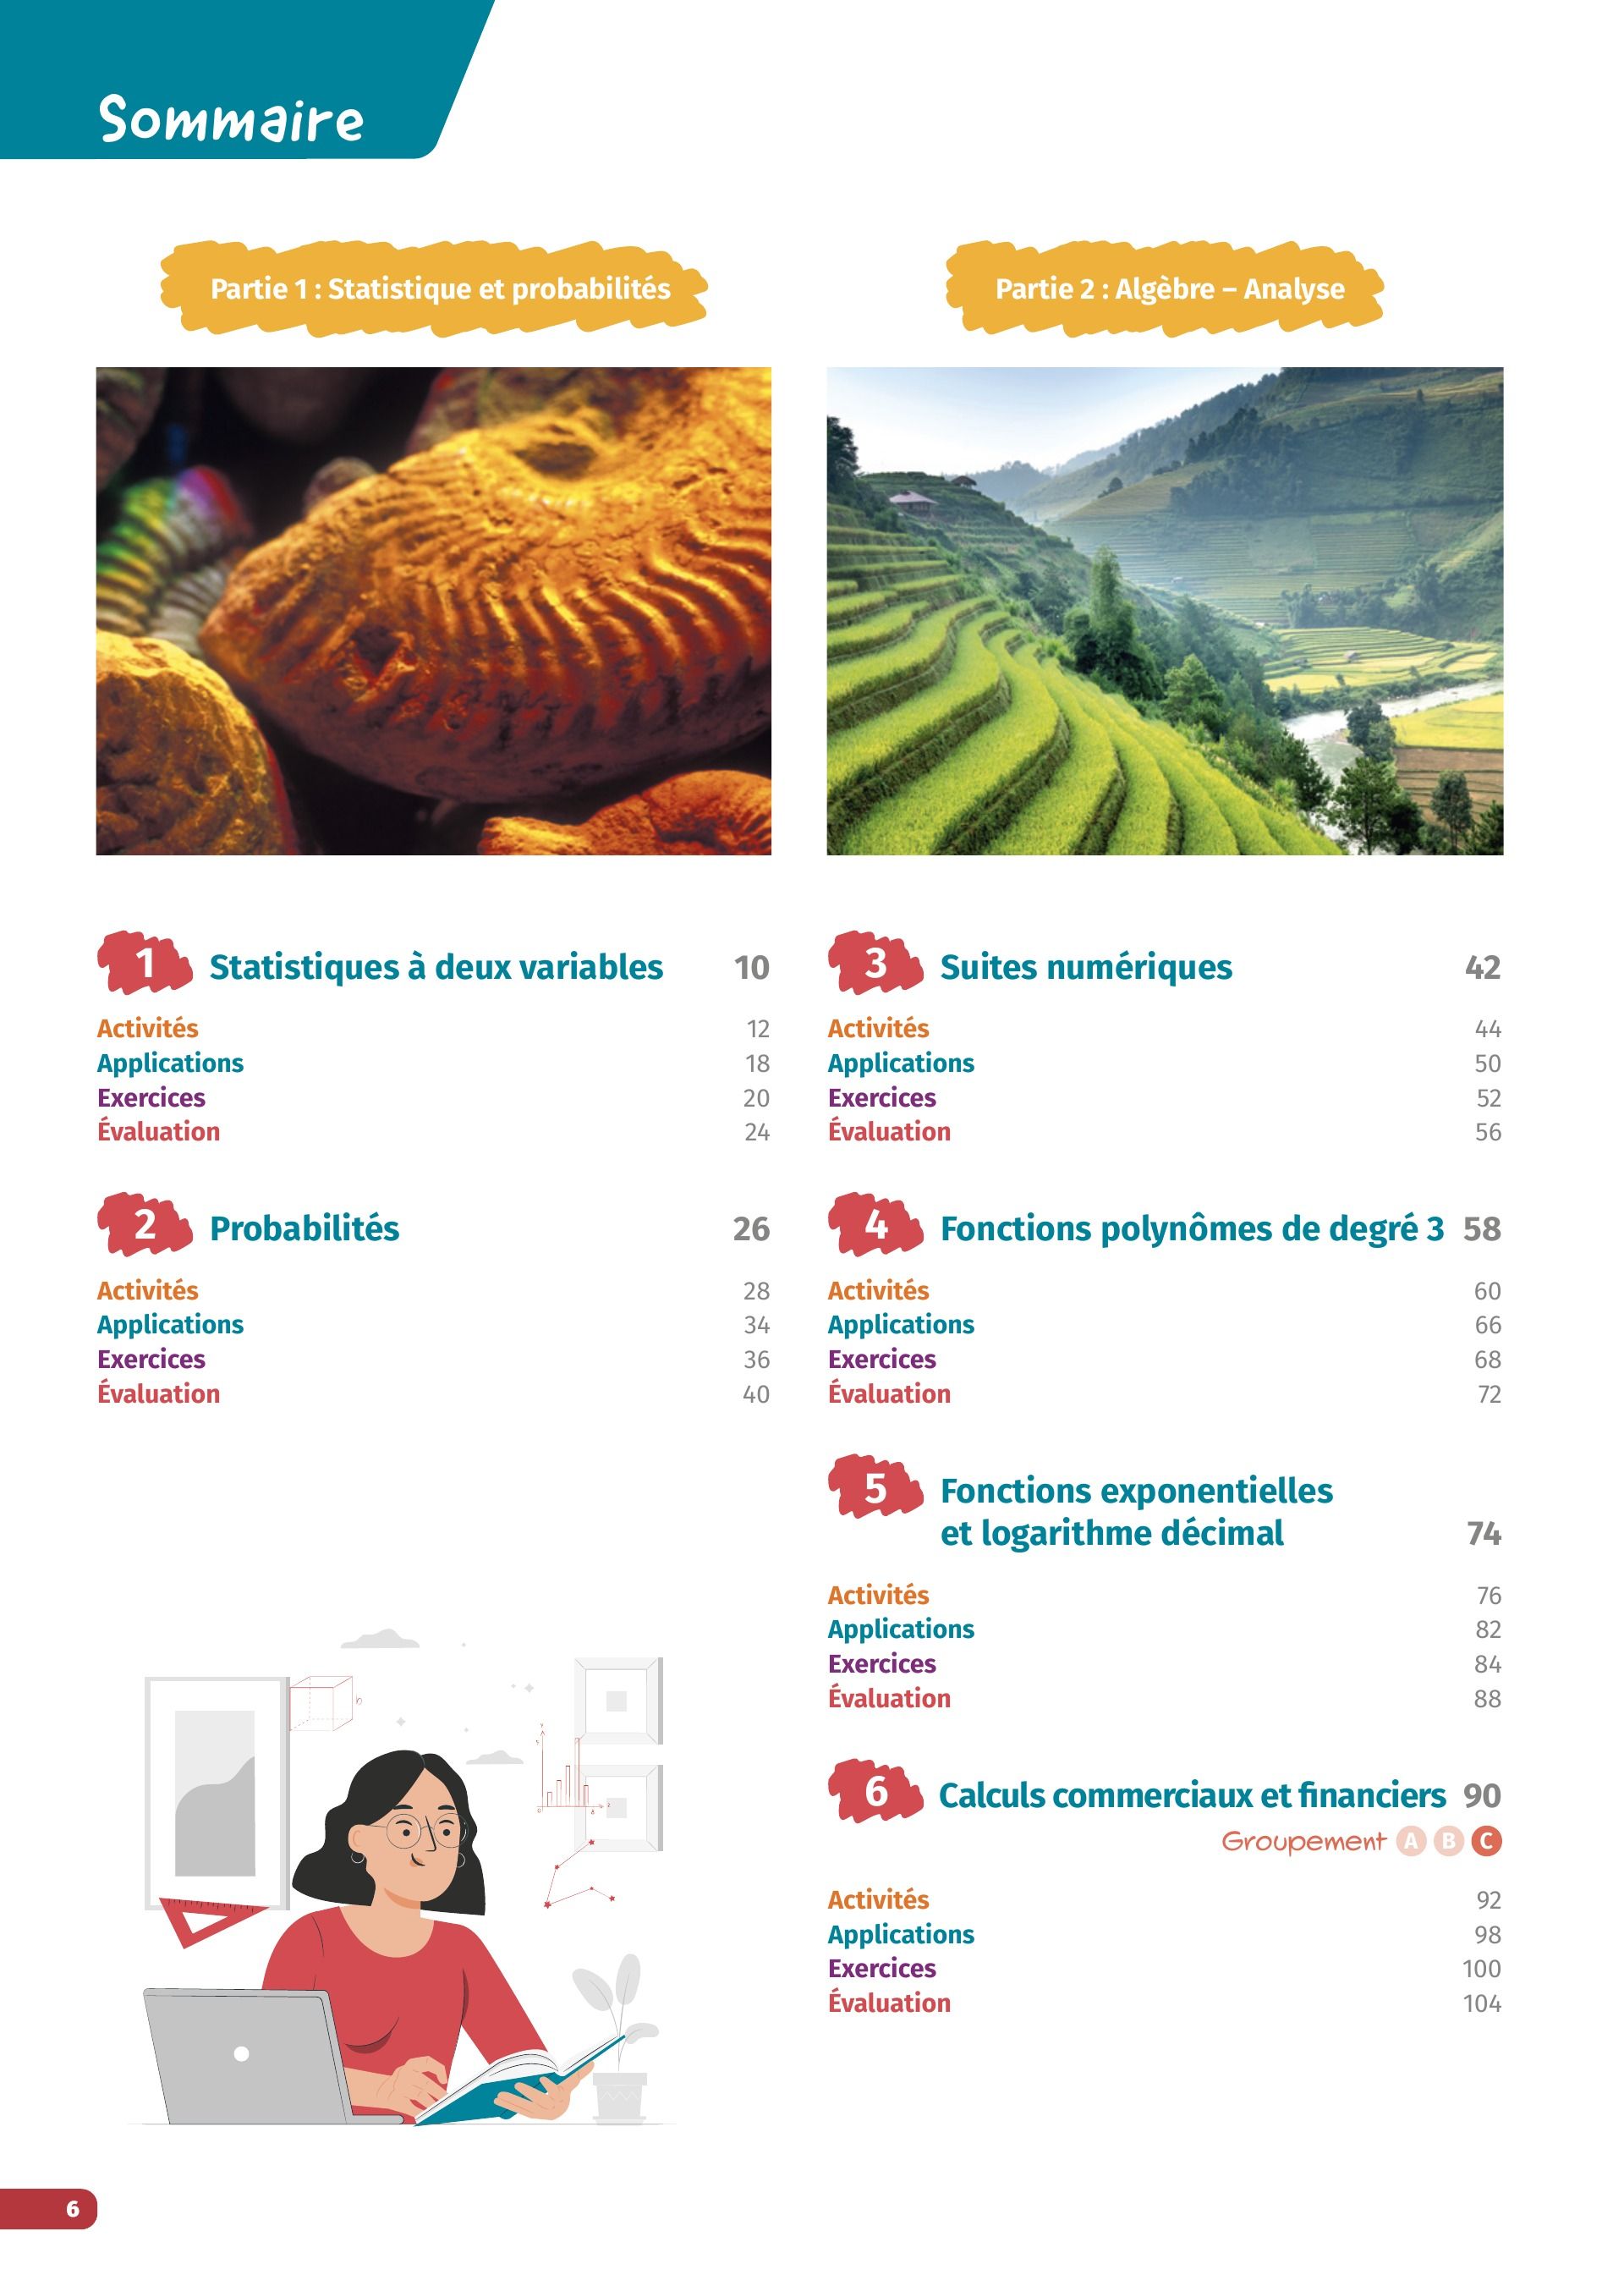 Sommaire
Partie 1 : Statistique et probabilités
1 Statistiques à deux variables 10
Activités 12
Applications 18
Exercices 20
Évaluation 24
2 Probabilités 26
Activités 28
Applications 34
Exercices 36
Évaluation 40
Partie 2 : Algèbre – Analyse
3 Suites numériques 42
Activités 44
Applications 50
Exercices 52
Évaluation 56
4 Fonctions polynômes de degré 3 58
Activités 60
Applications 66
Exercices 68
Évaluation 72
5 Fonctions exponentielles
et logarithme décimal 74
Activités 76
Applications 82
Exercices 84
Évaluation 88
6 Calculs commerciaux et financiers 90
Groupement A B C
Activités 92
Applications 98
Exercices 100
Évaluation 104
6